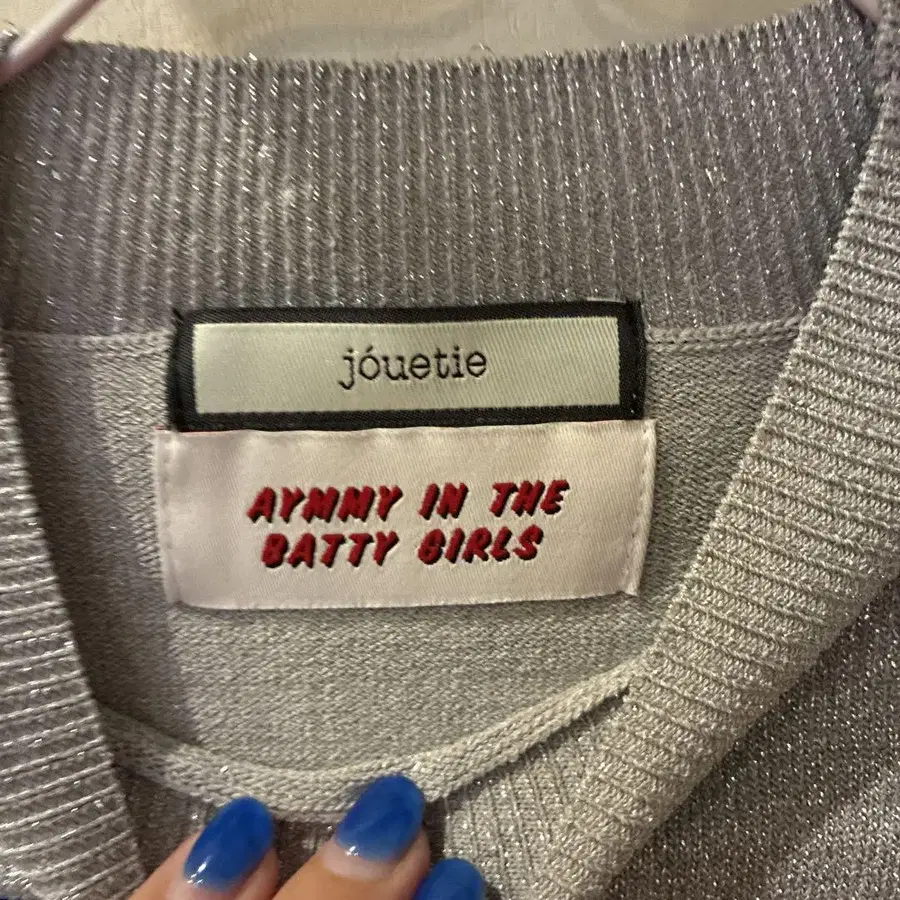 jóuetie
AYMMY IN THE
BATTY GIRLS